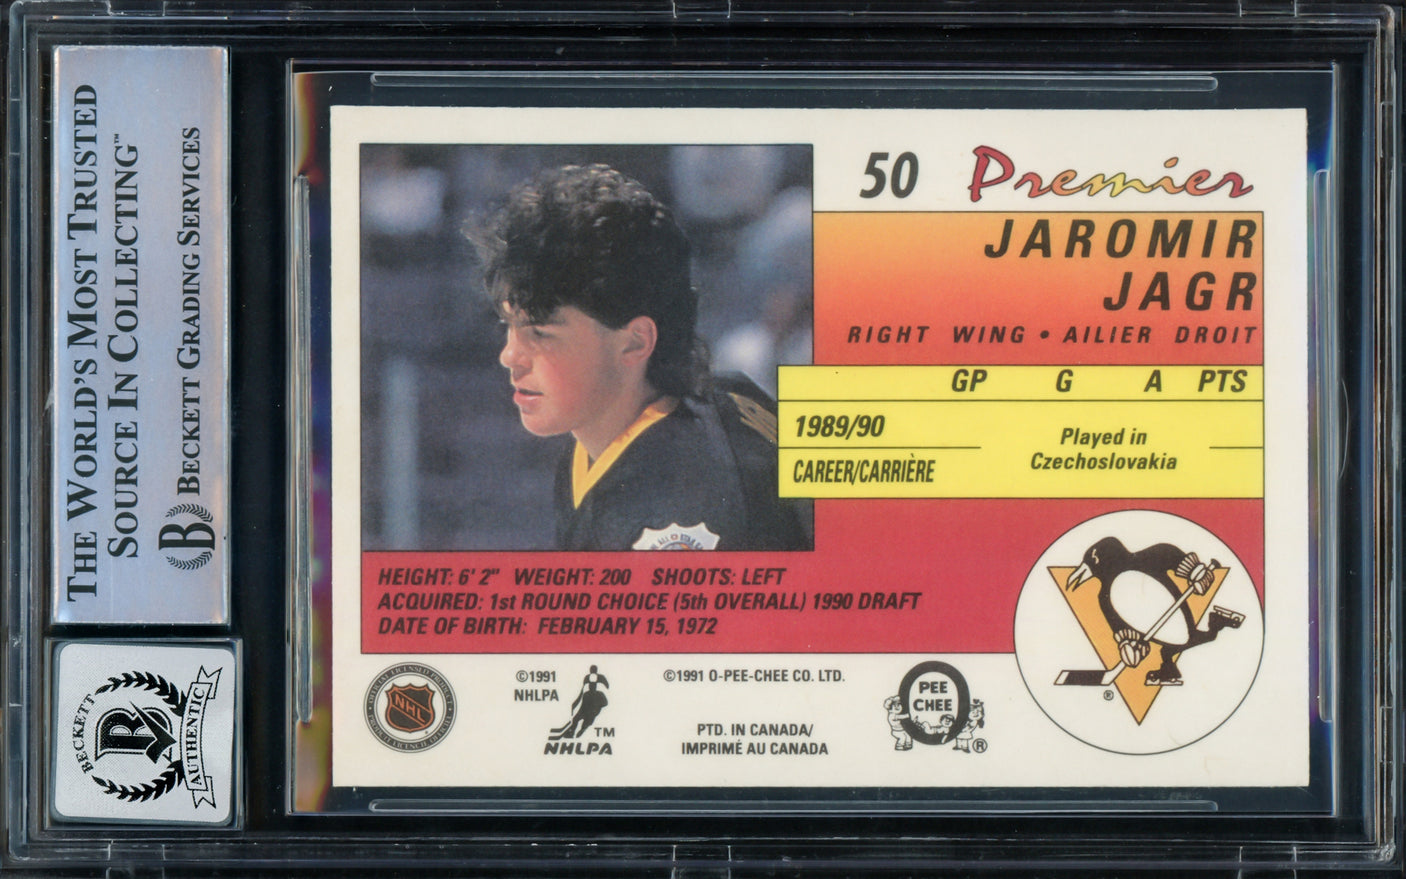 THE WORLD'S MOST TRUSTED
SOURCE IN COLLECTING™
BECKETT GRADING SERVICES
B
BECKETT
B
AUTHENTIC
50 Premier
JAROMIR
JAGR
RIGHT WING • AILIER DROIT
GP G A PTS
1989/90
CAREER/CARRIÈRE
Played in
Czechoslovakia
HEIGHT: 6' 2" WEIGHT: 200 SHOOTS: LEFT
ACQUIRED: 1st ROUND CHOICE (5th OVERALL) 1990 DRAFT
DATE OF BIRTH: FEBRUARY 15, 1972
NHL
©1991
NHLPA
TM
NHLPA
©1991 O-PEE-CHEE CO. LTD.
PTD. IN CANADA/
IMPRIMÉ AU CANADA
O
PEE
CHEE
®
®